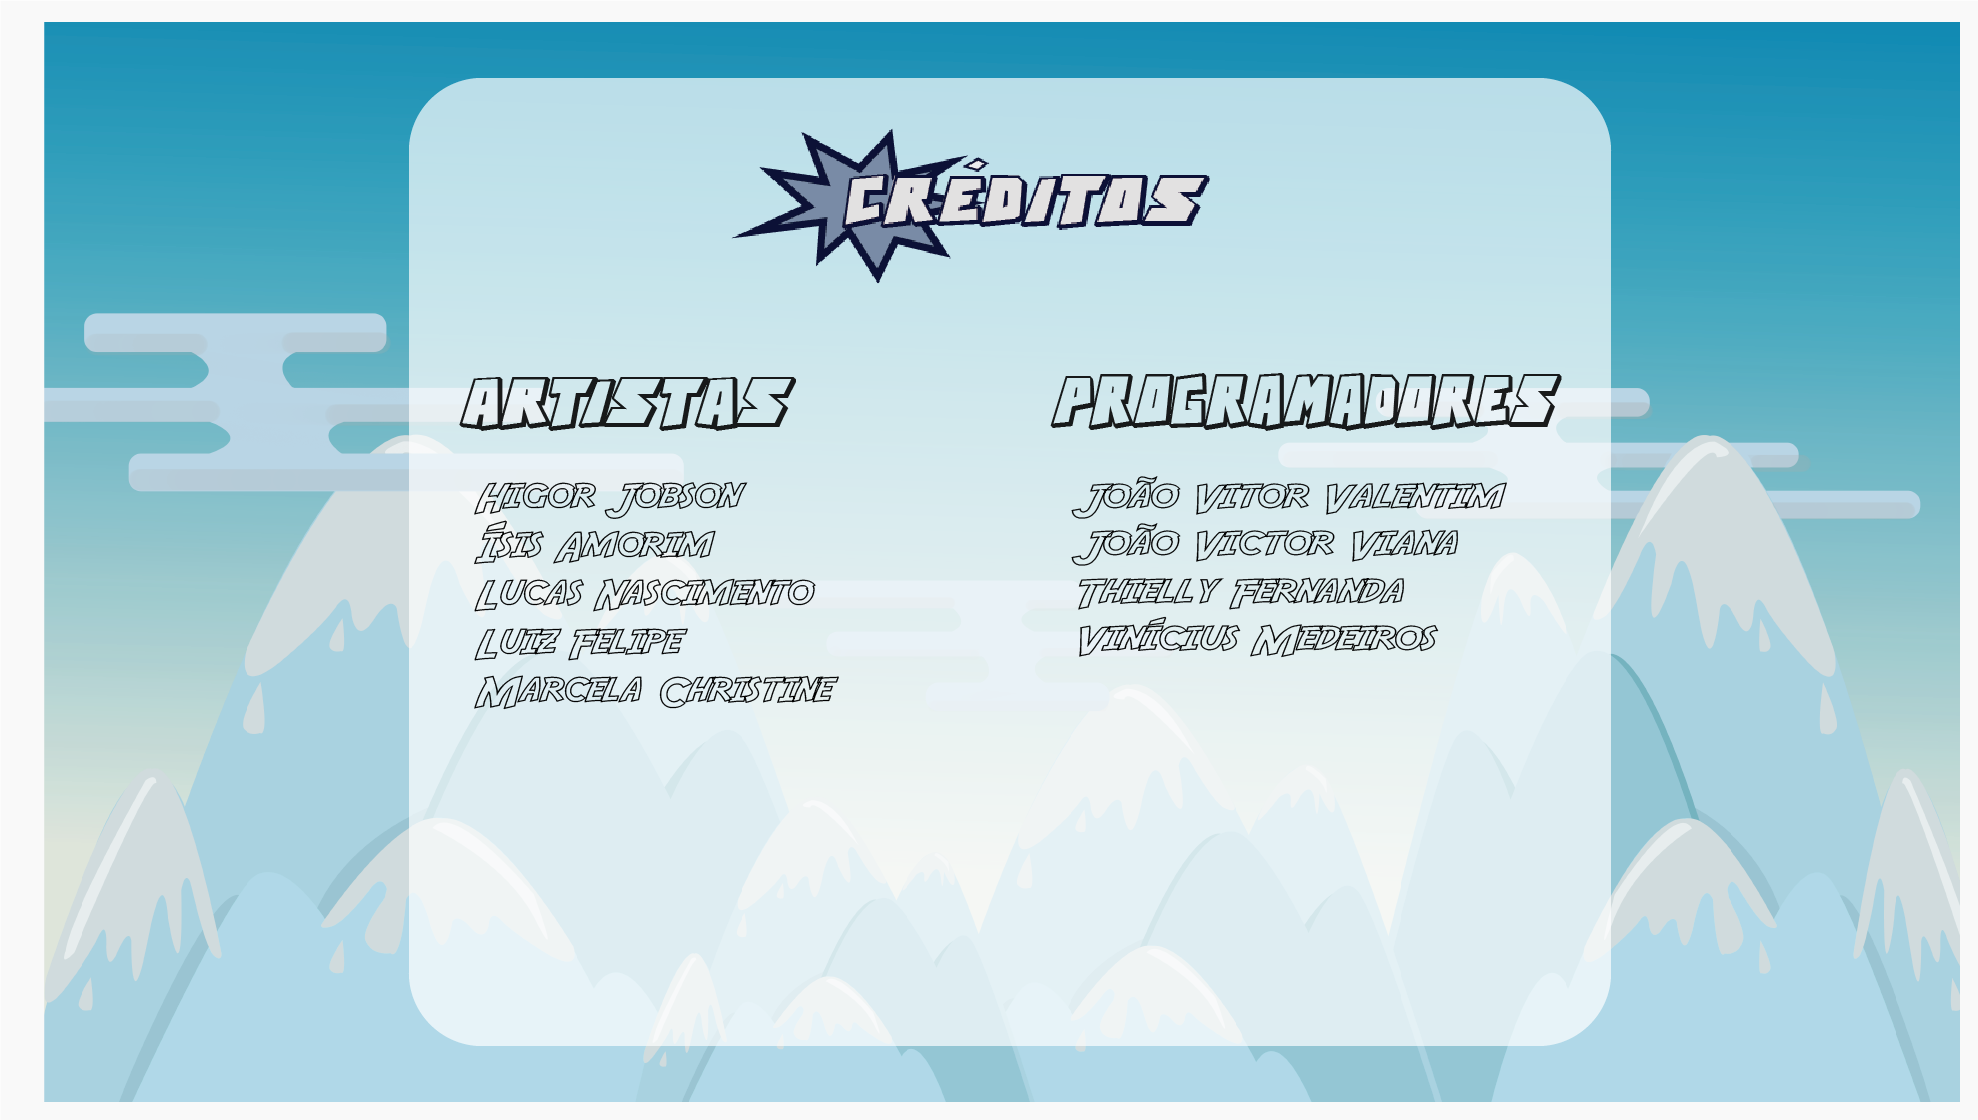 CRÉDITOS
ARTISTAS
HIGOR JOBSON
ÍSIS AMORIM
LUCAS NASCIMENTO
LUIZ FELIPE
MARCELA CHRISTINE
PROGRAMADORES
JOÃO VITOR VALENTIM
JOÃO VICTOR VIANA
THIELLY FERNANDA
VINÍCIUS MEDEIROS